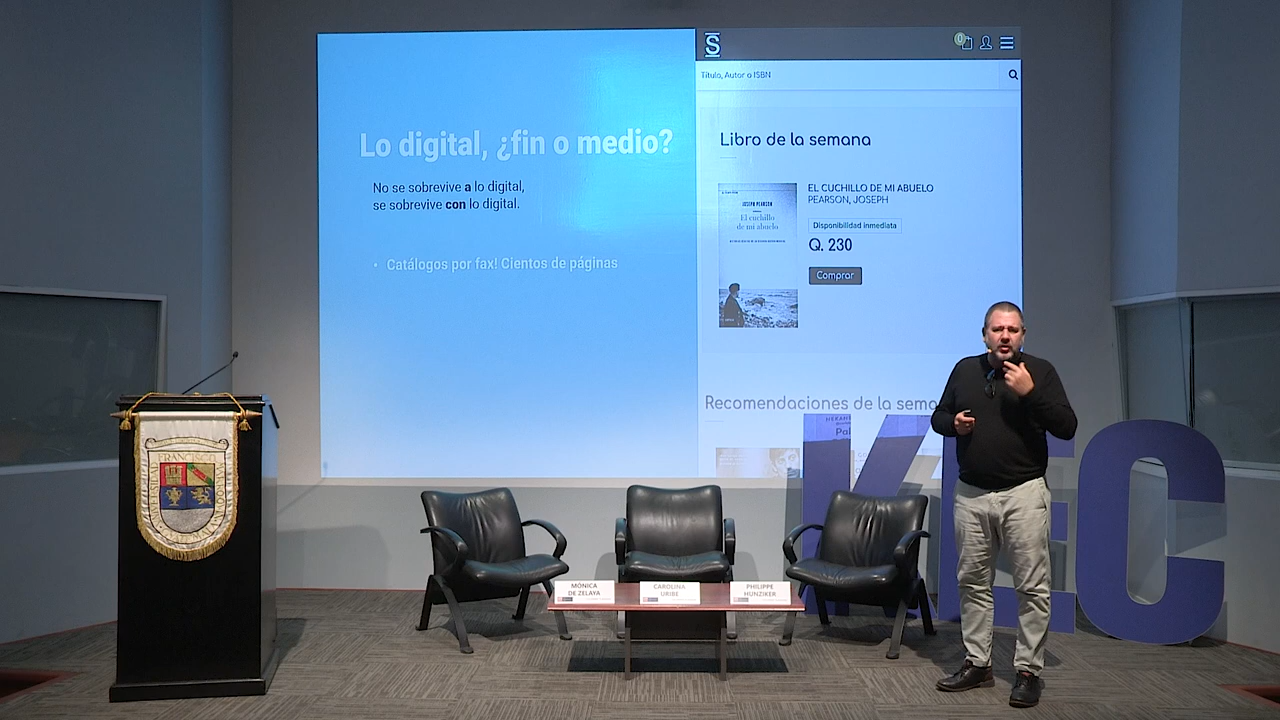 Lo digital, ¿fin o medio?
No se sobrevive a lo digital,
se sobrevive con lo digital.
• Catálogos por fax! Cientos de páginas
S
0
Título, Autor o ISBN
Libro de la semana
JOSEPH PEARSON
El cuchillo
de mi abuelo
EL CUCHILLO DE MI ABUELO
PEARSON, JOSEPH
Disponibilidad inmediata
Q. 230
Comprar
Recomendaciones de la sema
KEC
FRANCISCO
MÓNICA
DE ZELAYA
CAROLINA
URIBE
PHILIPPE
HUNZIKER